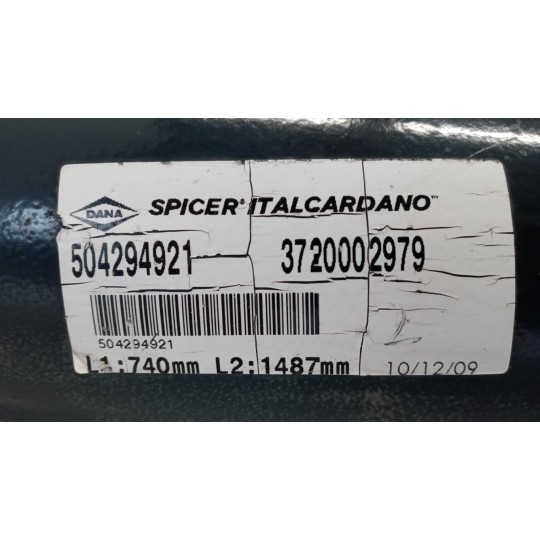 DANA SPICER® ITALCARDANO™
504294921 3720002979
504294921
L1:740mm L2:1487mm 10/12/09